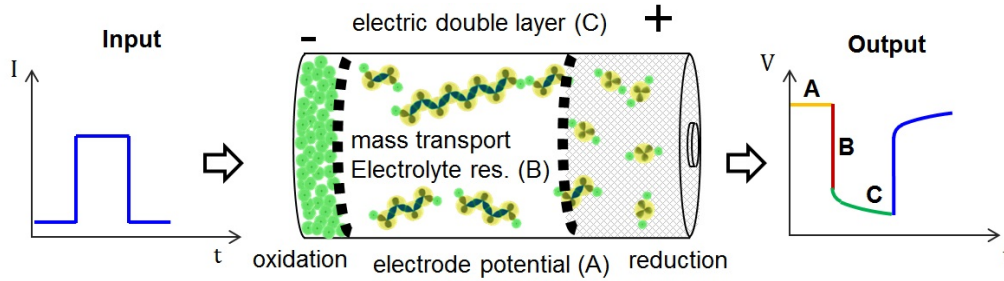 Input
I
t
electric double layer (C)
-
+
mass transport
Electrolyte res. (B)
oxidation
electrode potential (A)
reduction
Output
V
A
B
C